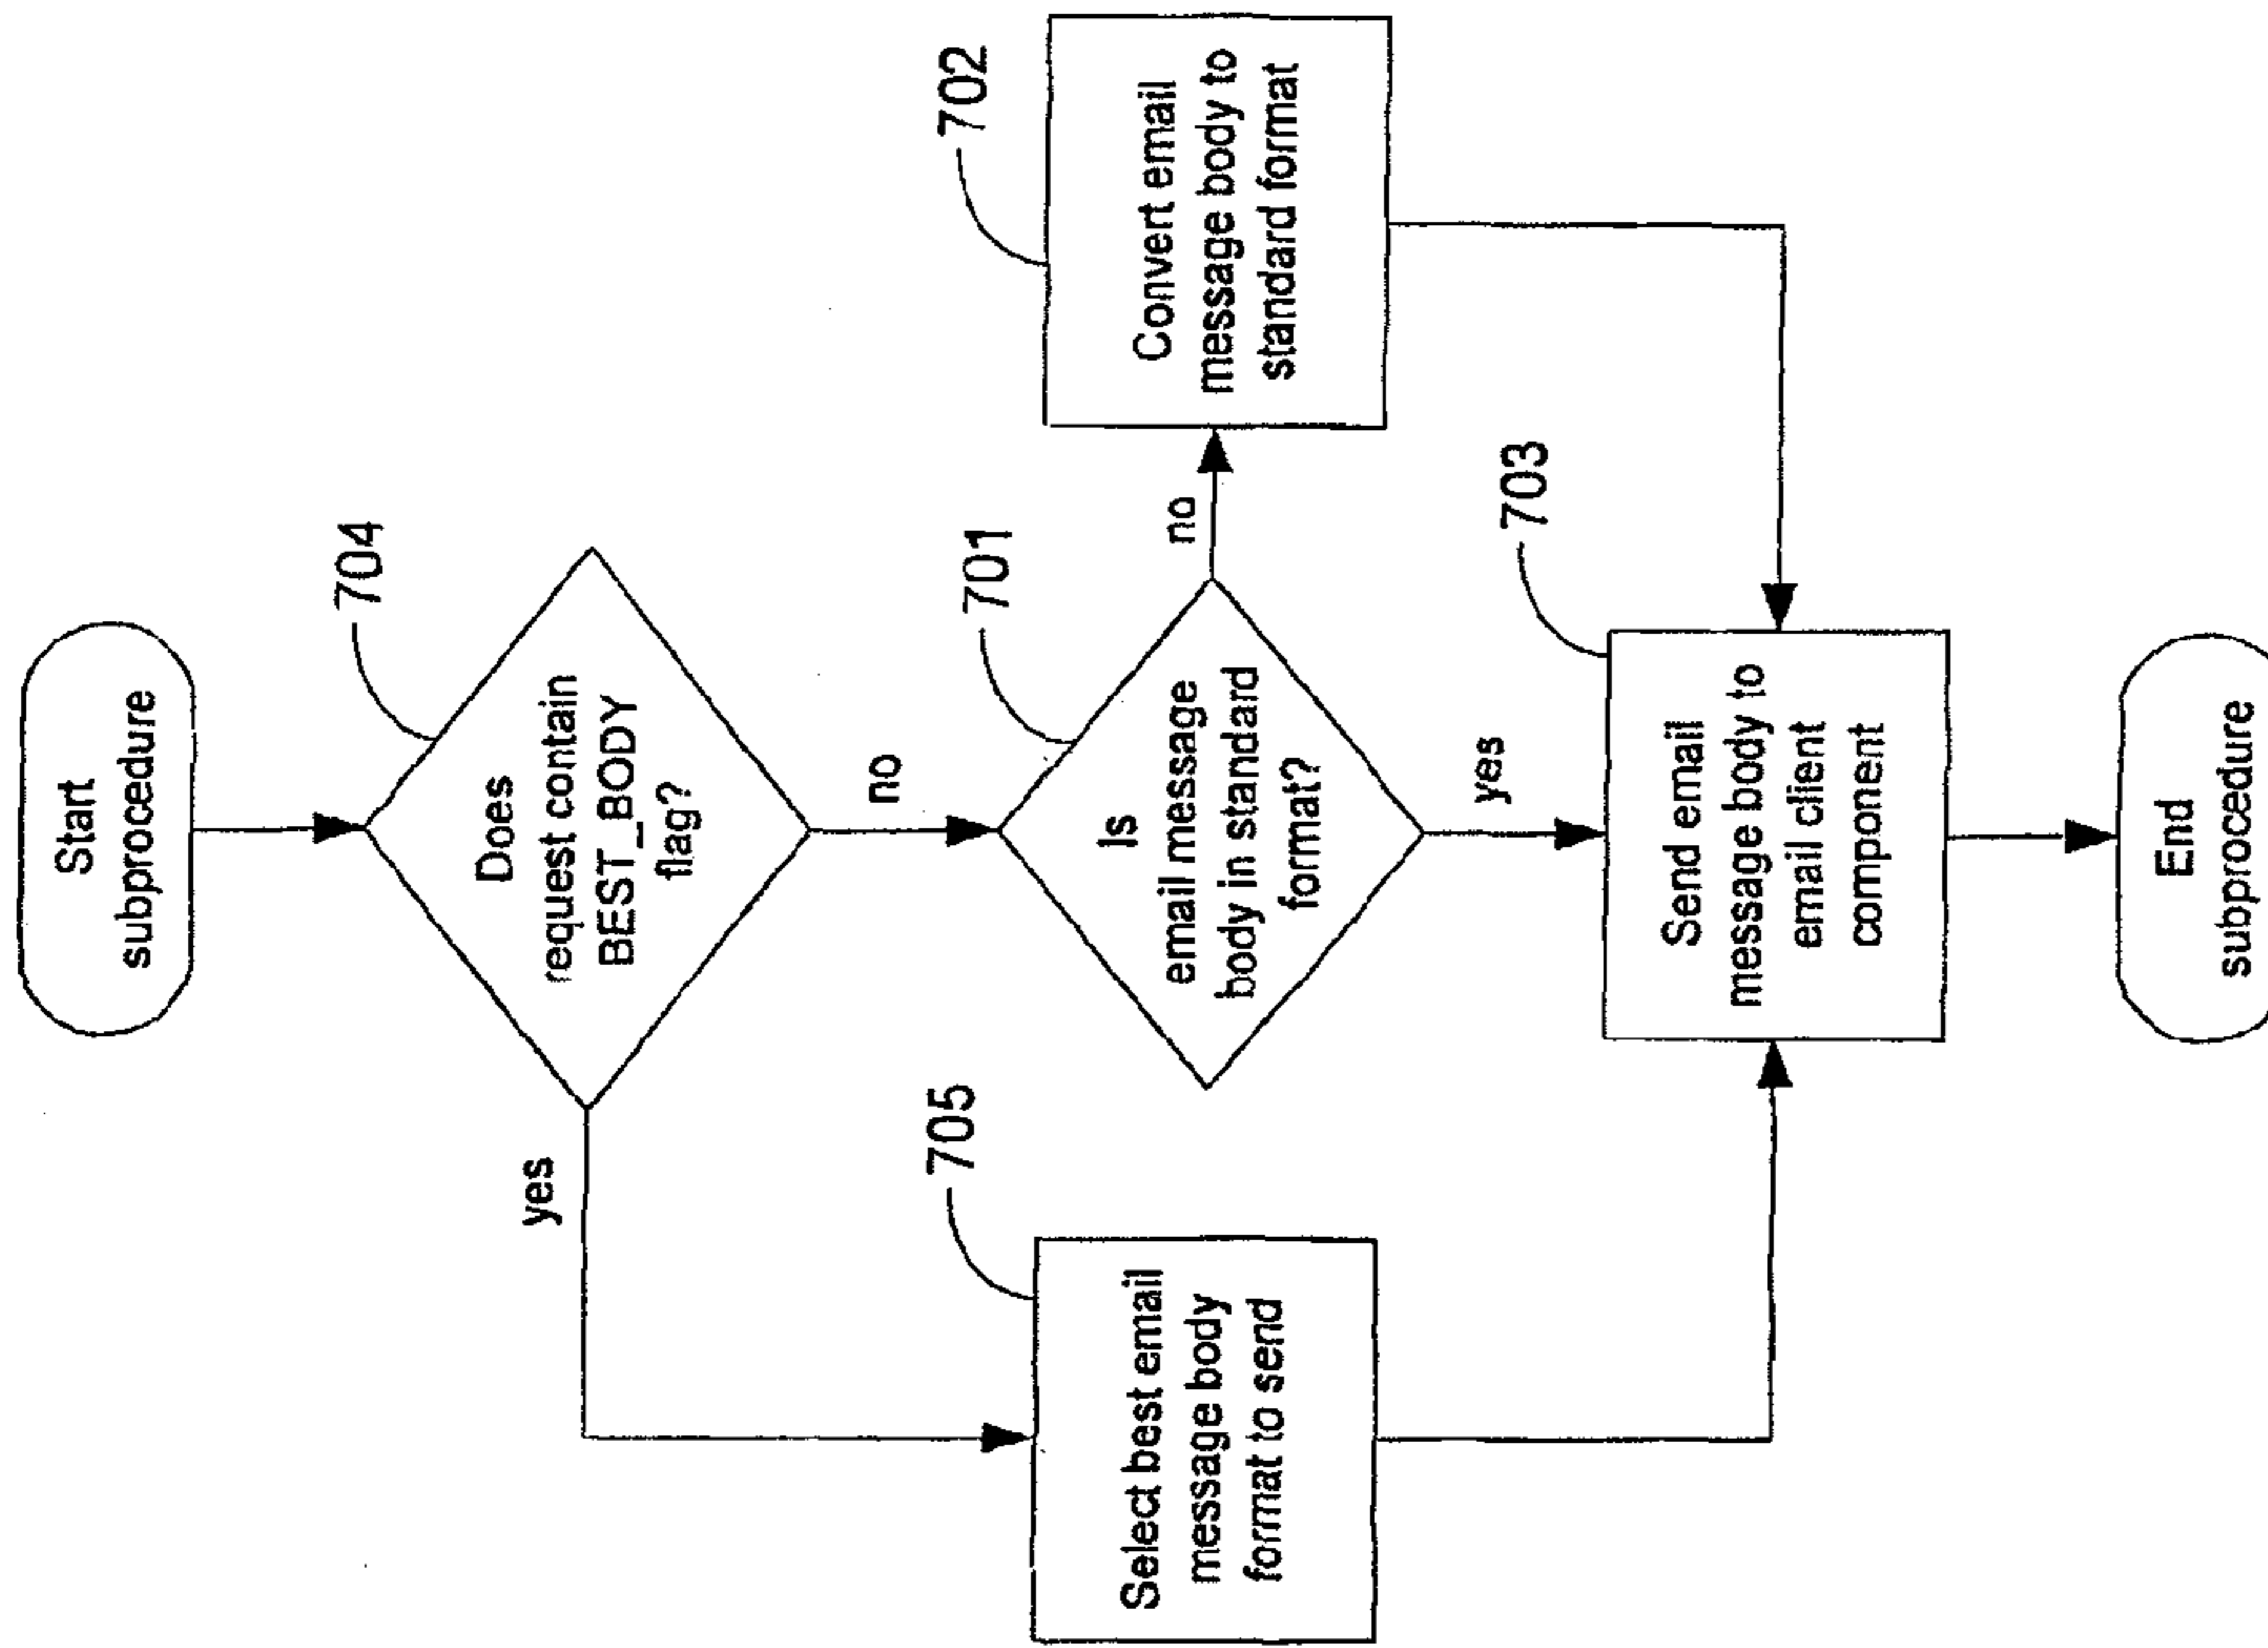 Start
subprocedure
704
Does
request contain
BEST_BODY
flag?
yes
no
705
Select best email
message body
format to send
701
Is
email message
body in standard
format?
no
yes
702
Convert email
message body to
standard format
703
Send email
message body to
email client
component
End
subprocedure